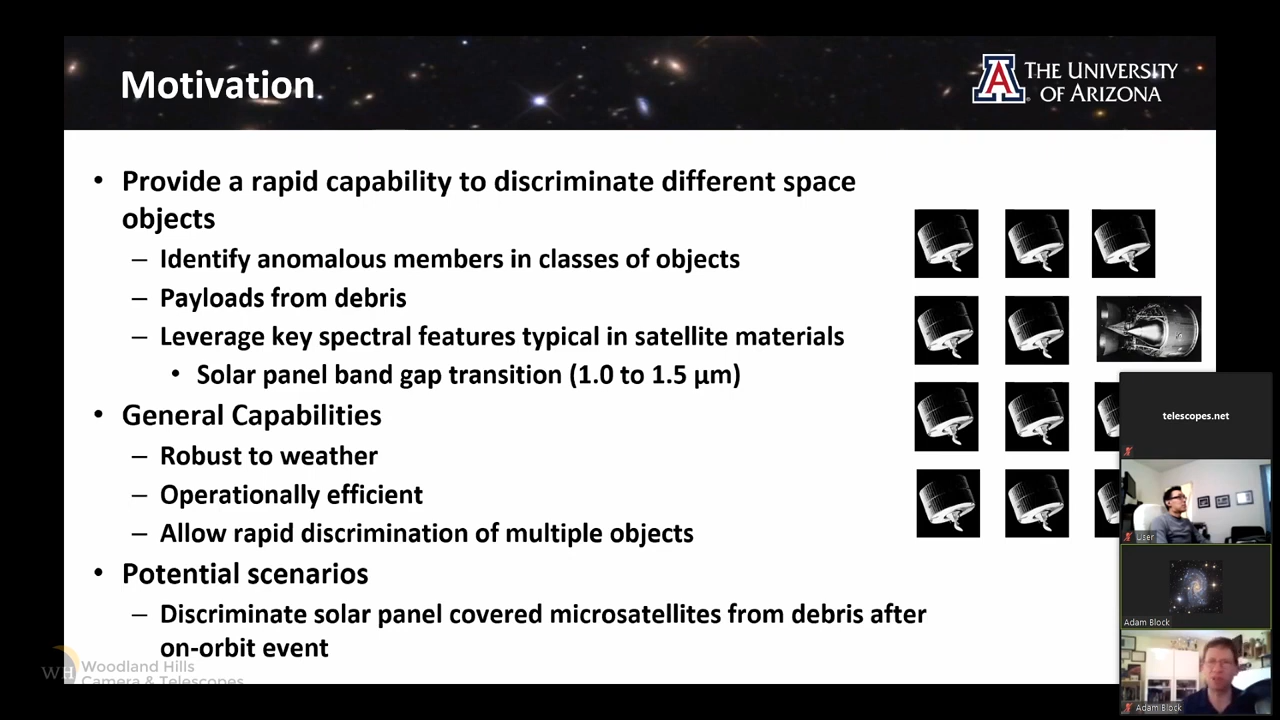 Motivation
THE UNIVERSITY
OF ARIZONA
• Provide a rapid capability to discriminate different space
objects
– Identify anomalous members in classes of objects
– Payloads from debris
– Leverage key spectral features typical in satellite materials
• Solar panel band gap transition (1.0 to 1.5 μm)
• General Capabilities
– Robust to weather
– Operationally efficient
– Allow rapid discrimination of multiple objects
• Potential scenarios
– Discriminate solar panel covered microsatellites from debris after
on-orbit event
WH
Woodland Hills
Camera & Telescopes
telescopes.net
User
Adam Block
Adam Block